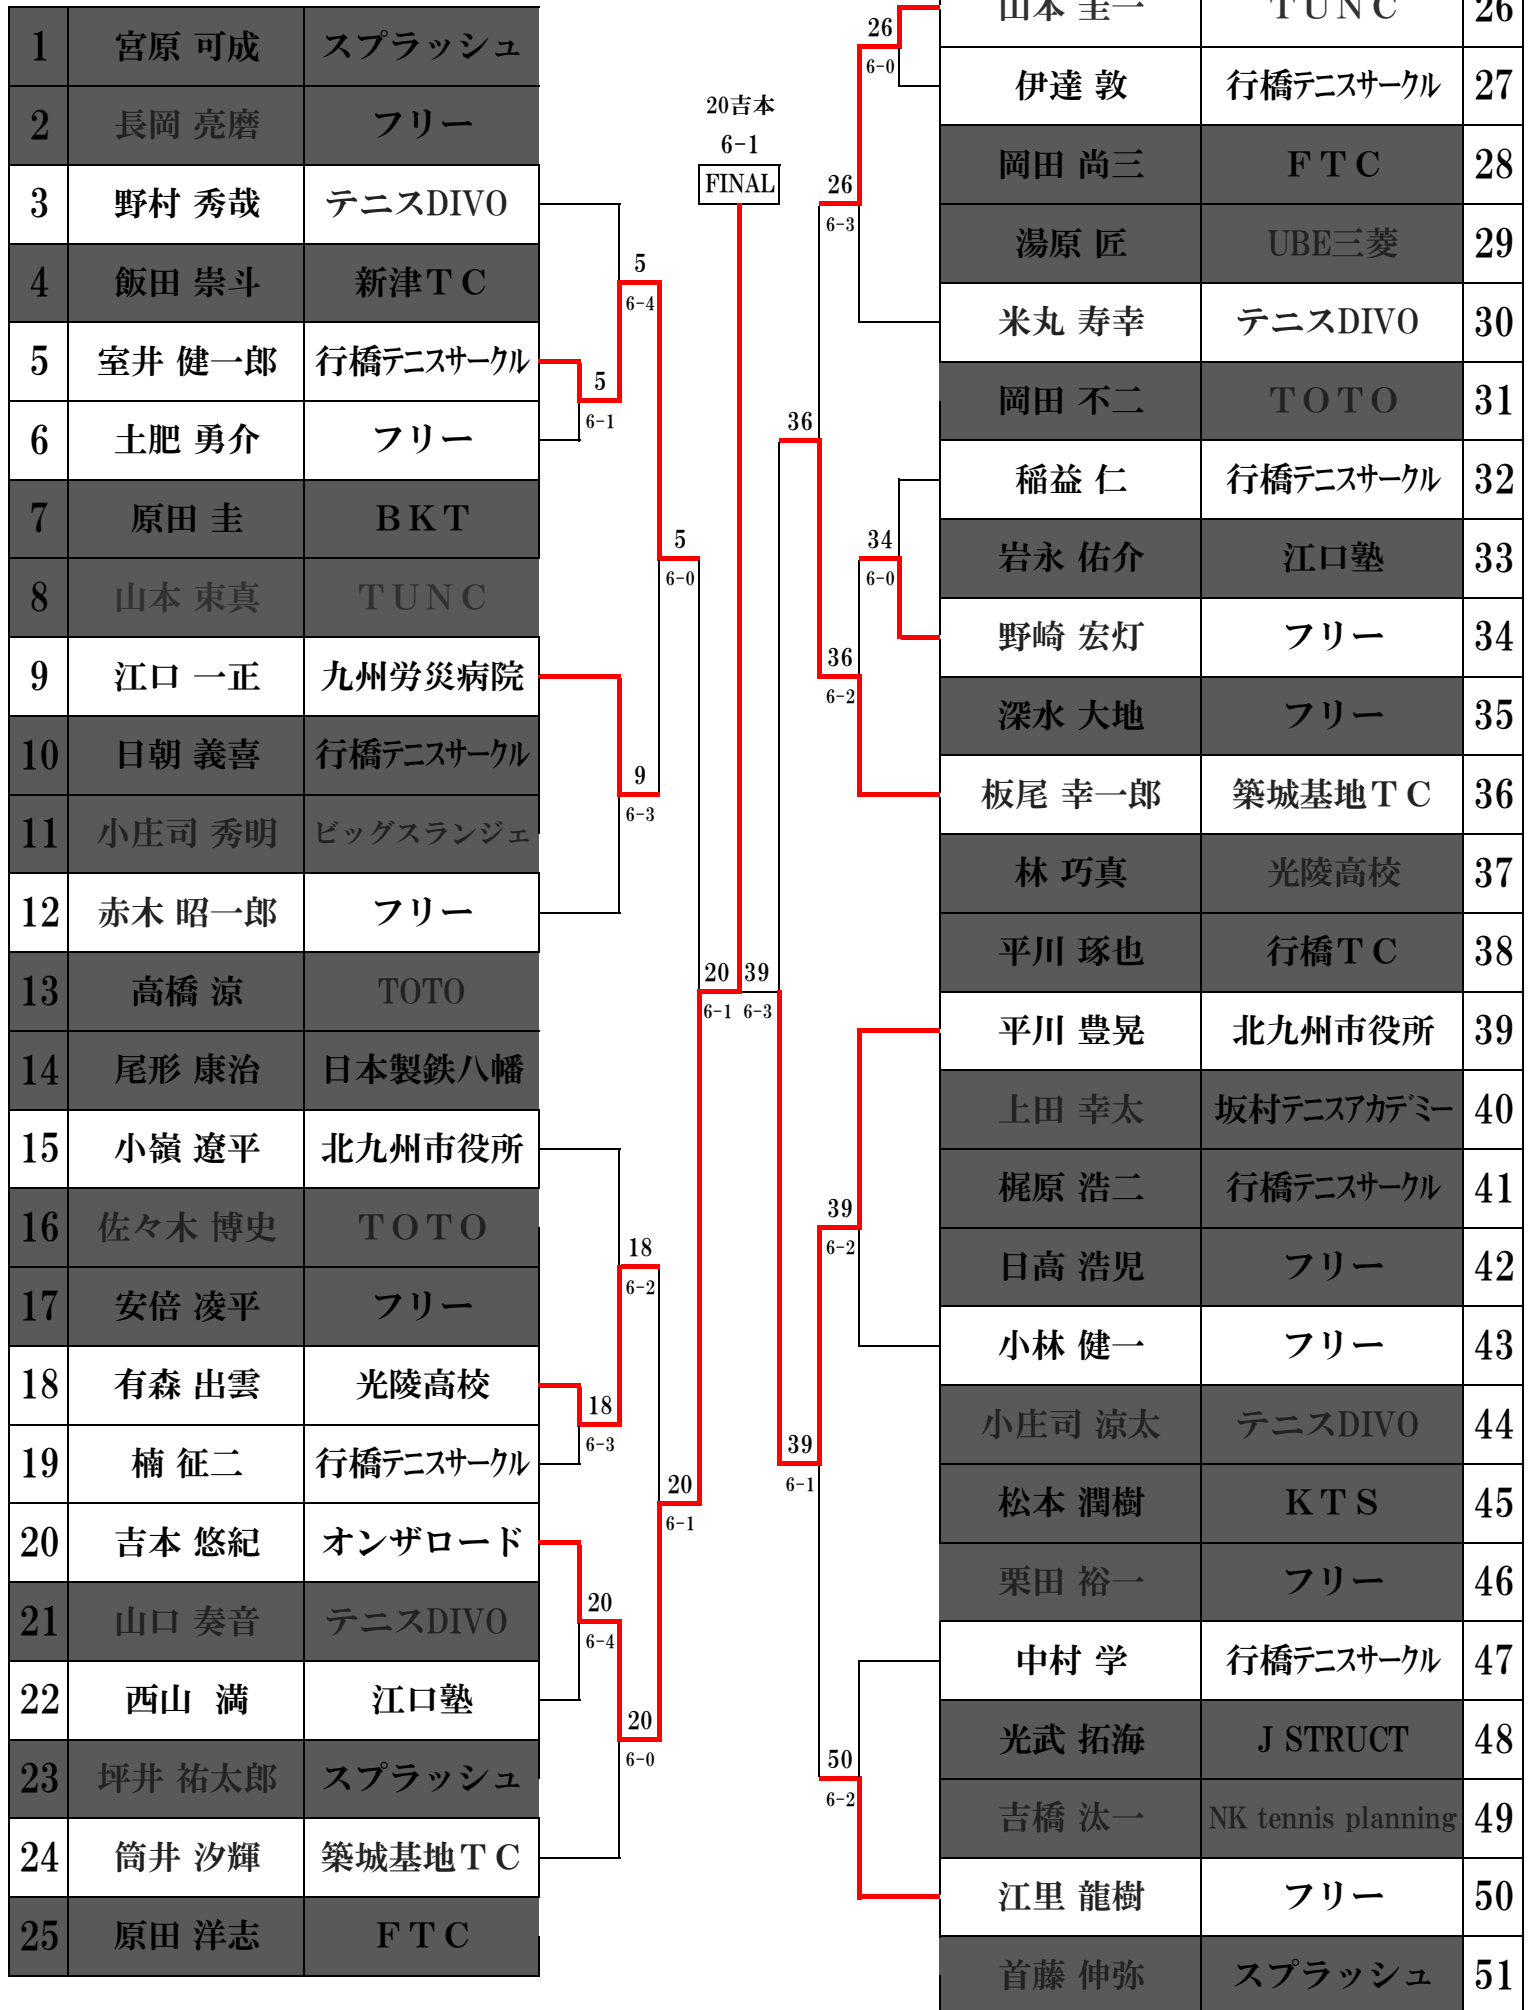 1 宮原 可成 スプラッシュ
2 長岡 亮磨 フリー
3 野村 秀哉 テニスDIVO
4 飯田 崇斗 新津ＴＣ
5 室井 健一郎 行橋テニスサークル
6 土肥 勇介 フリー
7 原田 圭 ＢＫＴ
8 山本 束真 ＴＵＮＣ
9 江口 一正 九州労災病院
10 日朝 義喜 行橋テニスサークル
11 小庄司 秀明 ビッグスランジェ
12 赤木 昭一郎 フリー
13 高橋 涼 TOTO
14 尾形 康治 日本製鉄八幡
15 小嶺 遼平 北九州市役所
16 佐々木 博史 ＴＯＴＯ
17 安倍 凌平 フリー
18 有森 出雲 光陵高校
19 楠 征二 行橋テニスサークル
20 吉本 悠紀 オンザロード
21 山口 奏音 テニスDIVO
22 西山 満 江口塾
23 坪井 祐太郎 スプラッシュ
24 筒井 汐輝 築城基地ＴＣ
25 原田 洋志 ＦＴＣ
5
6-1
18
6-3
20
6-4
5
6-4
9
6-3
18
6-2
20
6-0
5
6-0
20
6-1
20吉本
6-1
FINAL
20 39
6-1 6-3
36
39
6-1
26
6-3
36
6-2
39
6-2
50
6-2
26
6-0
34
6-0
山本 圭一 ＴＵＮＣ 26
伊達 敦 行橋テニスサークル 27
岡田 尚三 ＦＴＣ 28
湯原 匠 UBE三菱 29
米丸 寿幸 テニスDIVO 30
岡田 不二 ＴＯＴＯ 31
稲益 仁 行橋テニスサークル 32
岩永 佑介 江口塾 33
野崎 宏灯 フリー 34
深水 大地 フリー 35
板尾 幸一郎 築城基地ＴＣ 36
林 巧真 光陵高校 37
平川 琢也 行橋ＴＣ 38
平川 豊晃 北九州市役所 39
上田 幸太 坂村テニスアカデミー 40
梶原 浩二 行橋テニスサークル 41
日高 浩児 フリー 42
小林 健一 フリー 43
小庄司 涼太 テニスDIVO 44
松本 潤樹 ＫＴＳ 45
栗田 裕一 フリー 46
中村 学 行橋テニスサークル 47
光武 拓海 J STRUCT 48
吉橋 汰一 NK tennis planning 49
江里 龍樹 フリー 50
首藤 伸弥 スプラッシュ 51